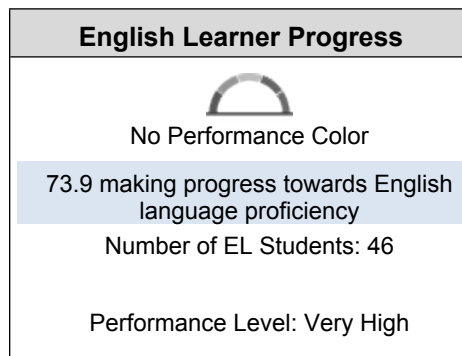 English Learner Progress
No Performance Color
73.9 making progress towards English
language proficiency
Number of EL Students: 46
Performance Level: Very High